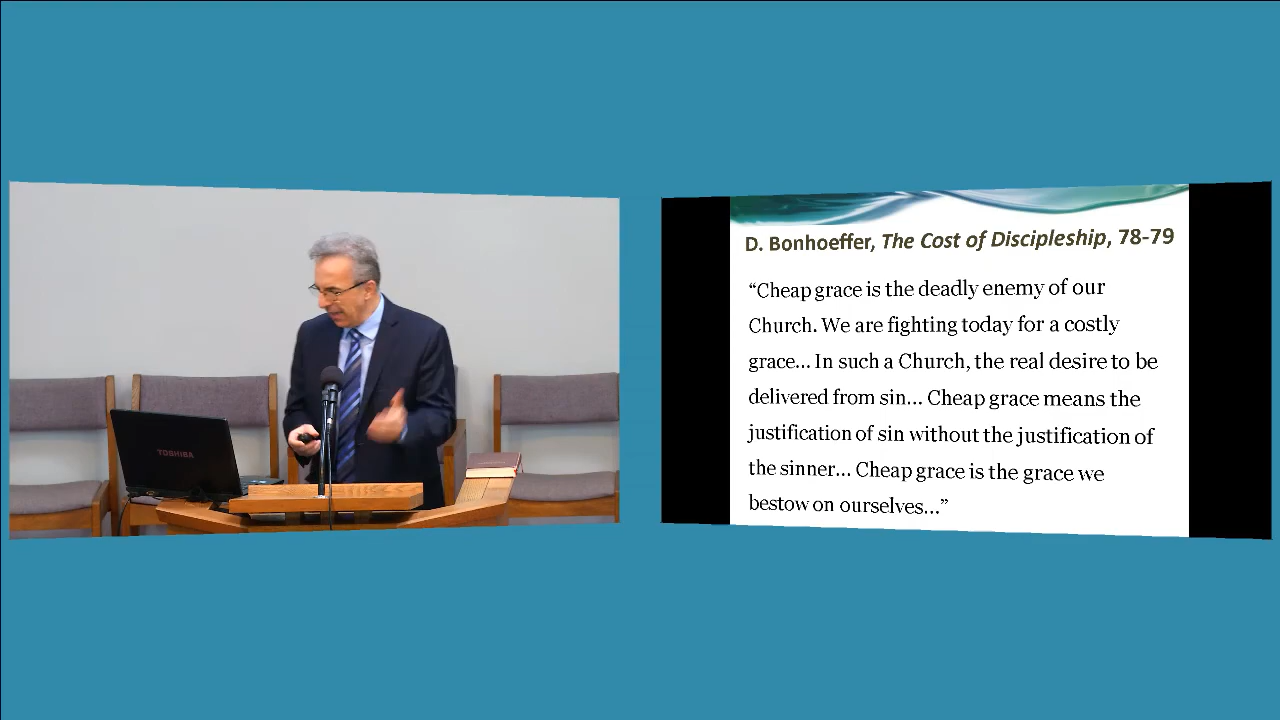 TOSHIBA
D. Bonhoeffer, The Cost of Discipleship, 78-79
“Cheap grace is the deadly enemy of our
Church. We are fighting today for a costly
grace... In such a Church, the real desire to be
delivered from sin... Cheap grace means the
justification of sin without the justification of
the sinner... Cheap grace is the grace we
bestow on ourselves...”